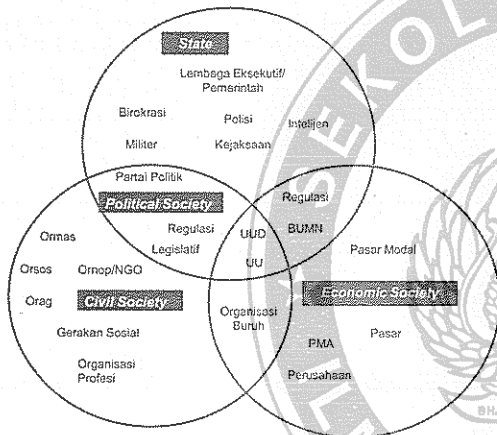 State
Lembaga Eksekutif/
Pemerintah
Birokrasi
Polisi
Intelijen
Militer
Kejaksaan
Partai Politik
Political Society
Regulasi
Regulasi
Legislatif
UUD
BUMN
UU
Ormas
Orsos
Ornop/NGO
Orag
Civil Society
Gerakan Sosial
Organisasi
Profesi
Organisasi
Buruh
Pasar Modal
Economic Society
Pasar
PMA
Perusahaan
SEKOL